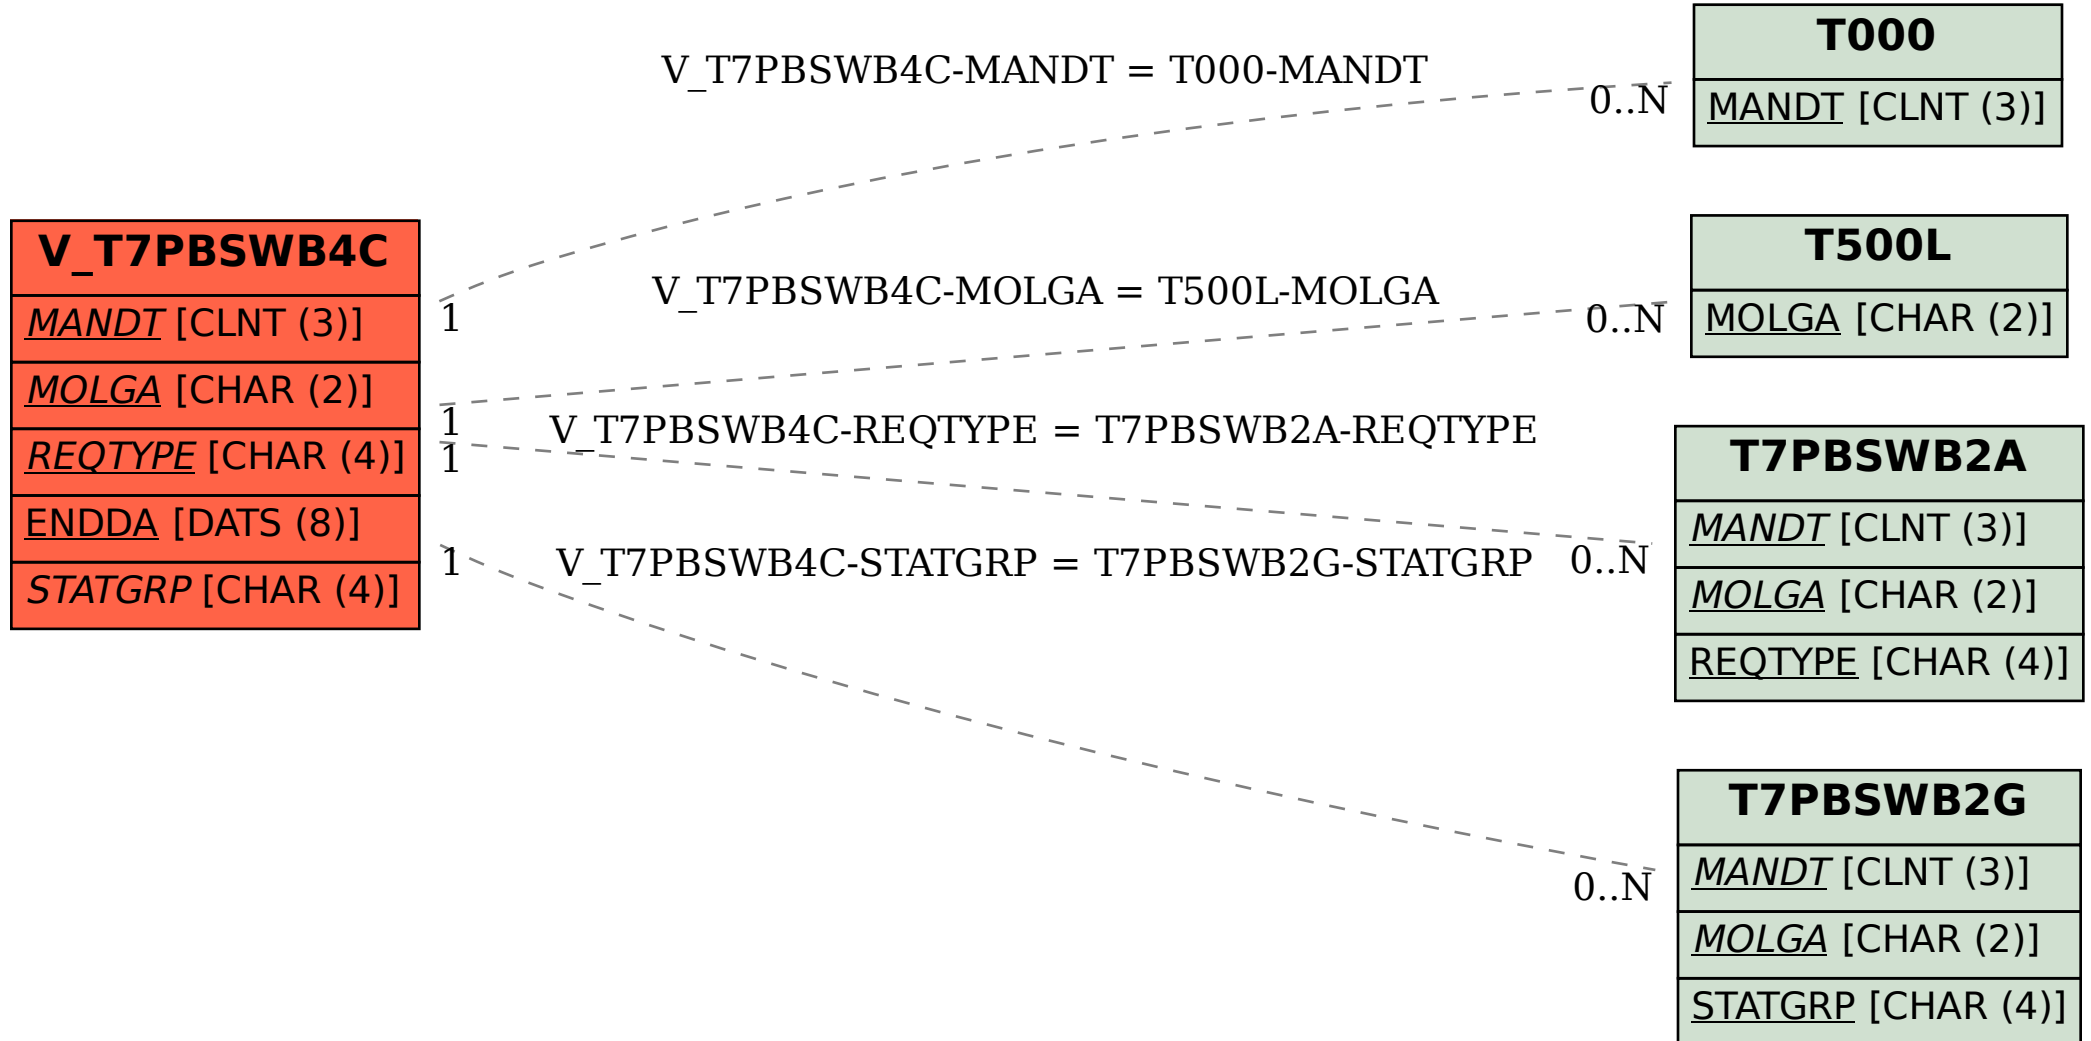 V_T7PBSWB4C
MANDT [CLNT (3)]
MOLGA [CHAR (2)]
REQTYPE [CHAR (4)]
ENDDA [DATS (8)]
STATGRP [CHAR (4)]
V_T7PBSWB4C-MANDT = T000-MANDT
0..N
1
V_T7PBSWB4C-MOLGA = T500L-MOLGA
0..N
1
V_T7PBSWB4C-REQTYPE = T7PBSWB2A-REQTYPE
0..N
1
V_T7PBSWB4C-STATGRP = T7PBSWB2G-STATGRP
0..N
1
T000
MANDT [CLNT (3)]
T500L
MOLGA [CHAR (2)]
T7PBSWB2A
MANDT [CLNT (3)]
MOLGA [CHAR (2)]
REQTYPE [CHAR (4)]
T7PBSWB2G
MANDT [CLNT (3)]
MOLGA [CHAR (2)]
STATGRP [CHAR (4)]